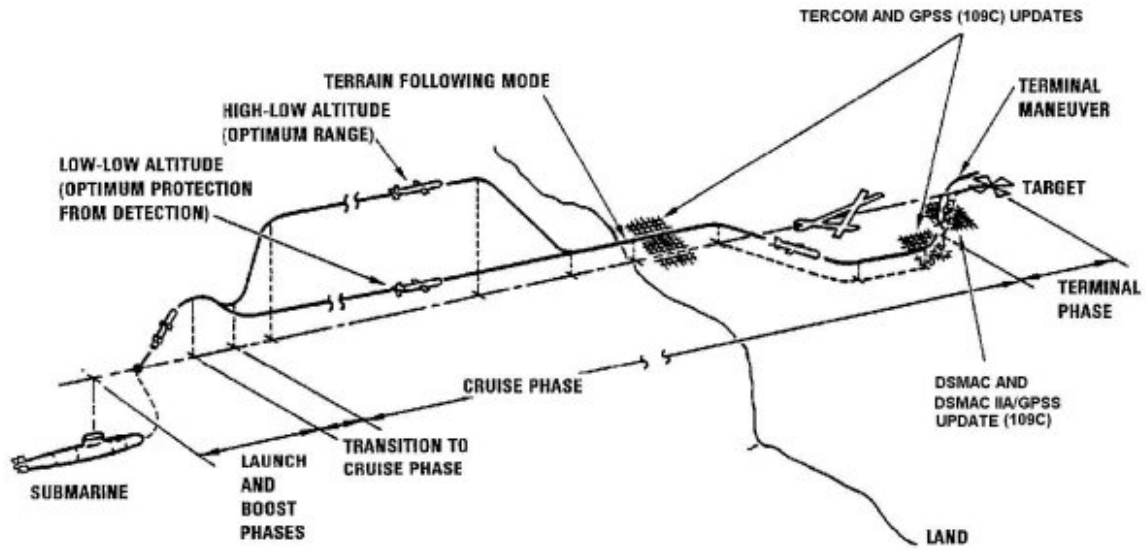 TERCOM AND GPSS (109C) UPDATES
TERRAIN FOLLOWING MODE
HIGH-LOW ALTITUDE
(OPTIMUM RANGE)
TERMINAL
MANEUVER
LOW-LOW ALTITUDE
(OPTIMUM PROTECTION
FROM DETECTION)
TARGET
TERMINAL
PHASE
CRUISE PHASE
DSMAC AND
DSMAC IIA/GPSS
UPDATE (109C)
TRANSITION TO
CRUISE PHASE
LAUNCH
AND
BOOST
PHASES
SUBMARINE
LAND